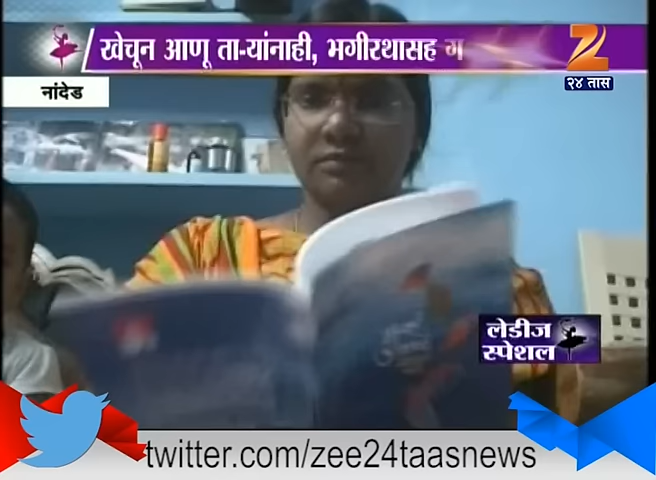 खेचून आणू ता-यांनाही, भगीरथासह ग
२४ तास
नांदेड
लेडीज
स्पेशल
twitter.com/zee24taasnews